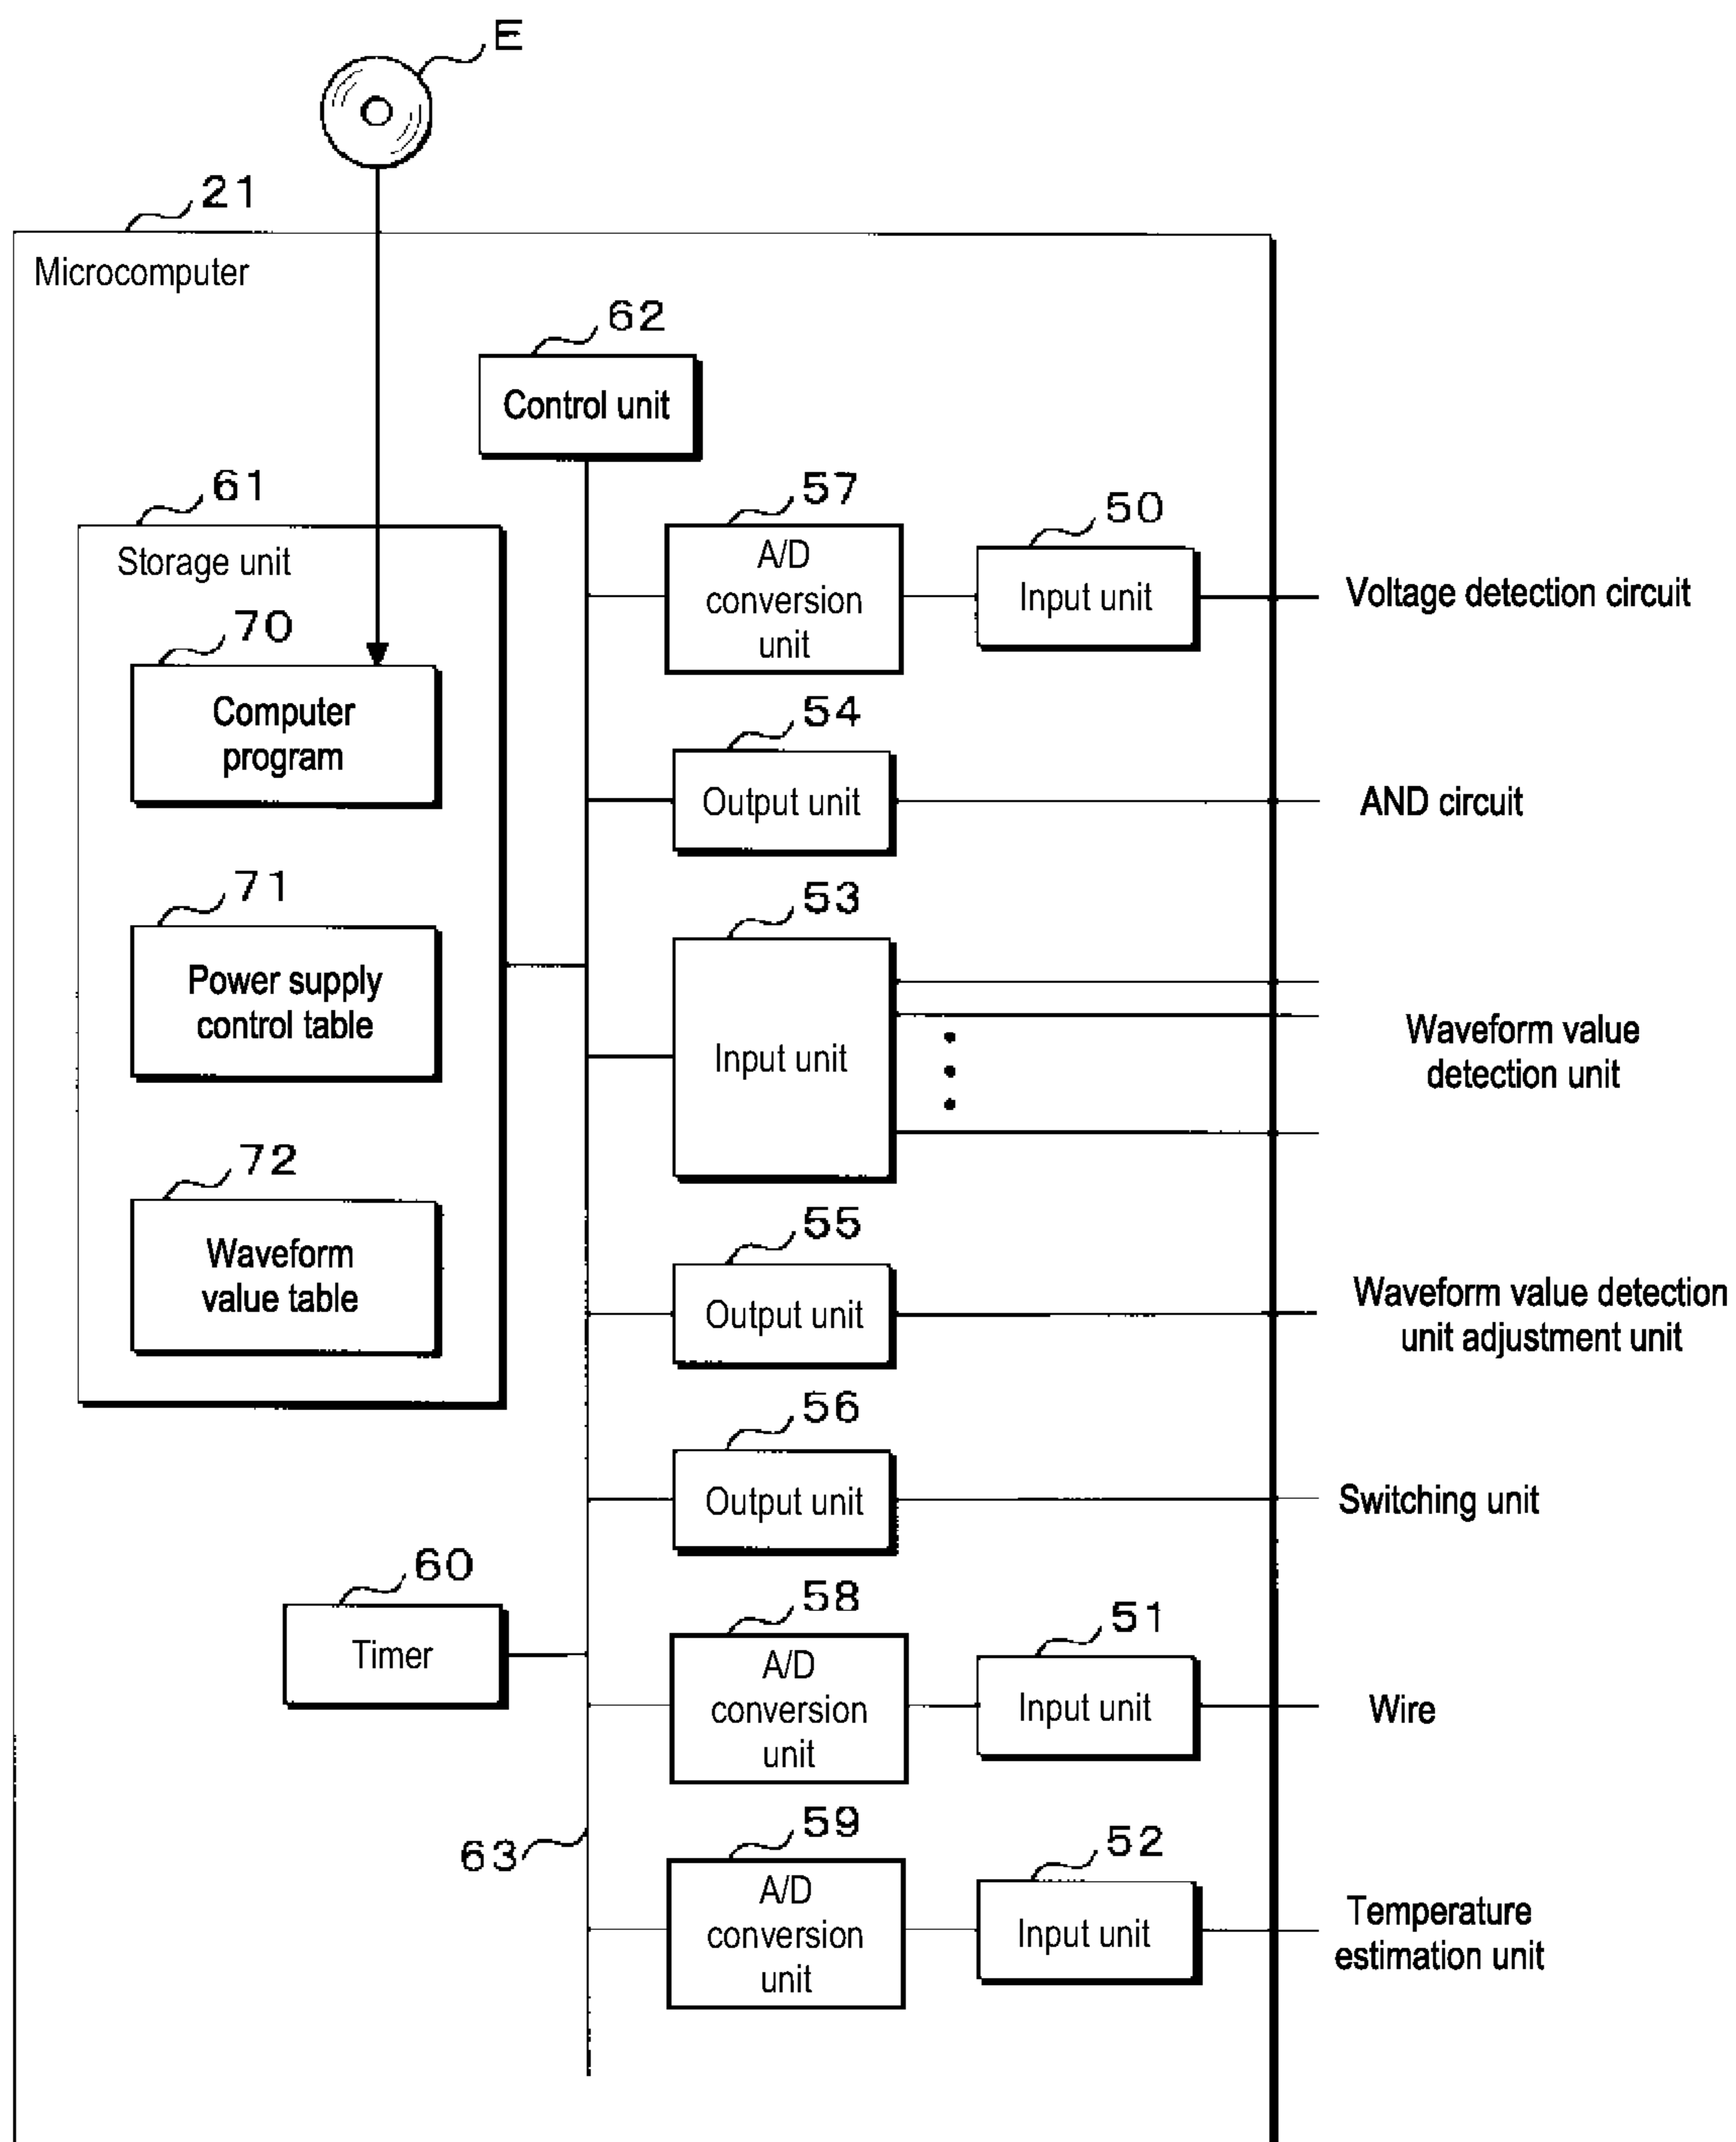 E
21
Microcomputer
62
Control unit
61
Storage unit
57
A/D
conversion
unit
50
Input unit
Voltage detection circuit
70
Computer
program
54
Output unit
AND circuit
71
Power supply
control table
53
Input unit
Waveform value
detection unit
72
Waveform
value table
55
Output unit
Waveform value detection
unit adjustment unit
56
Output unit
Switching unit
60
Timer
58
A/D
conversion
unit
51
Input unit
Wire
63
59
A/D
conversion
unit
52
Input unit
Temperature
estimation unit